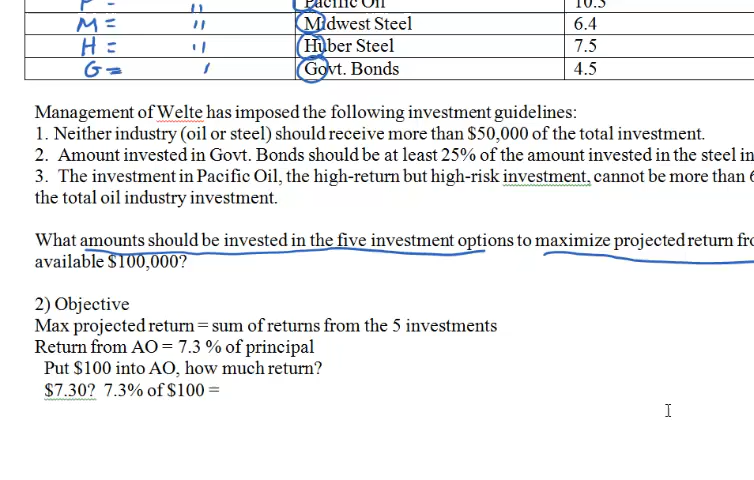 Pacific Oil 10.3
M = " Midwest Steel 6.4
H = " Huber Steel 7.5
G = ' Govt. Bonds 4.5
Management of Welte has imposed the following investment guidelines:
1. Neither industry (oil or steel) should receive more than $50,000 of the total investment.
2. Amount invested in Govt. Bonds should be at least 25% of the amount invested in the steel in
3. The investment in Pacific Oil, the high-return but high-risk investment, cannot be more than 6
the total oil industry investment.
What amounts should be invested in the five investment options to maximize projected return fro
available $100,000?
2) Objective
Max projected return = sum of returns from the 5 investments
Return from AO = 7.3 % of principal
Put $100 into AO, how much return?
$7.30? 7.3% of $100 =